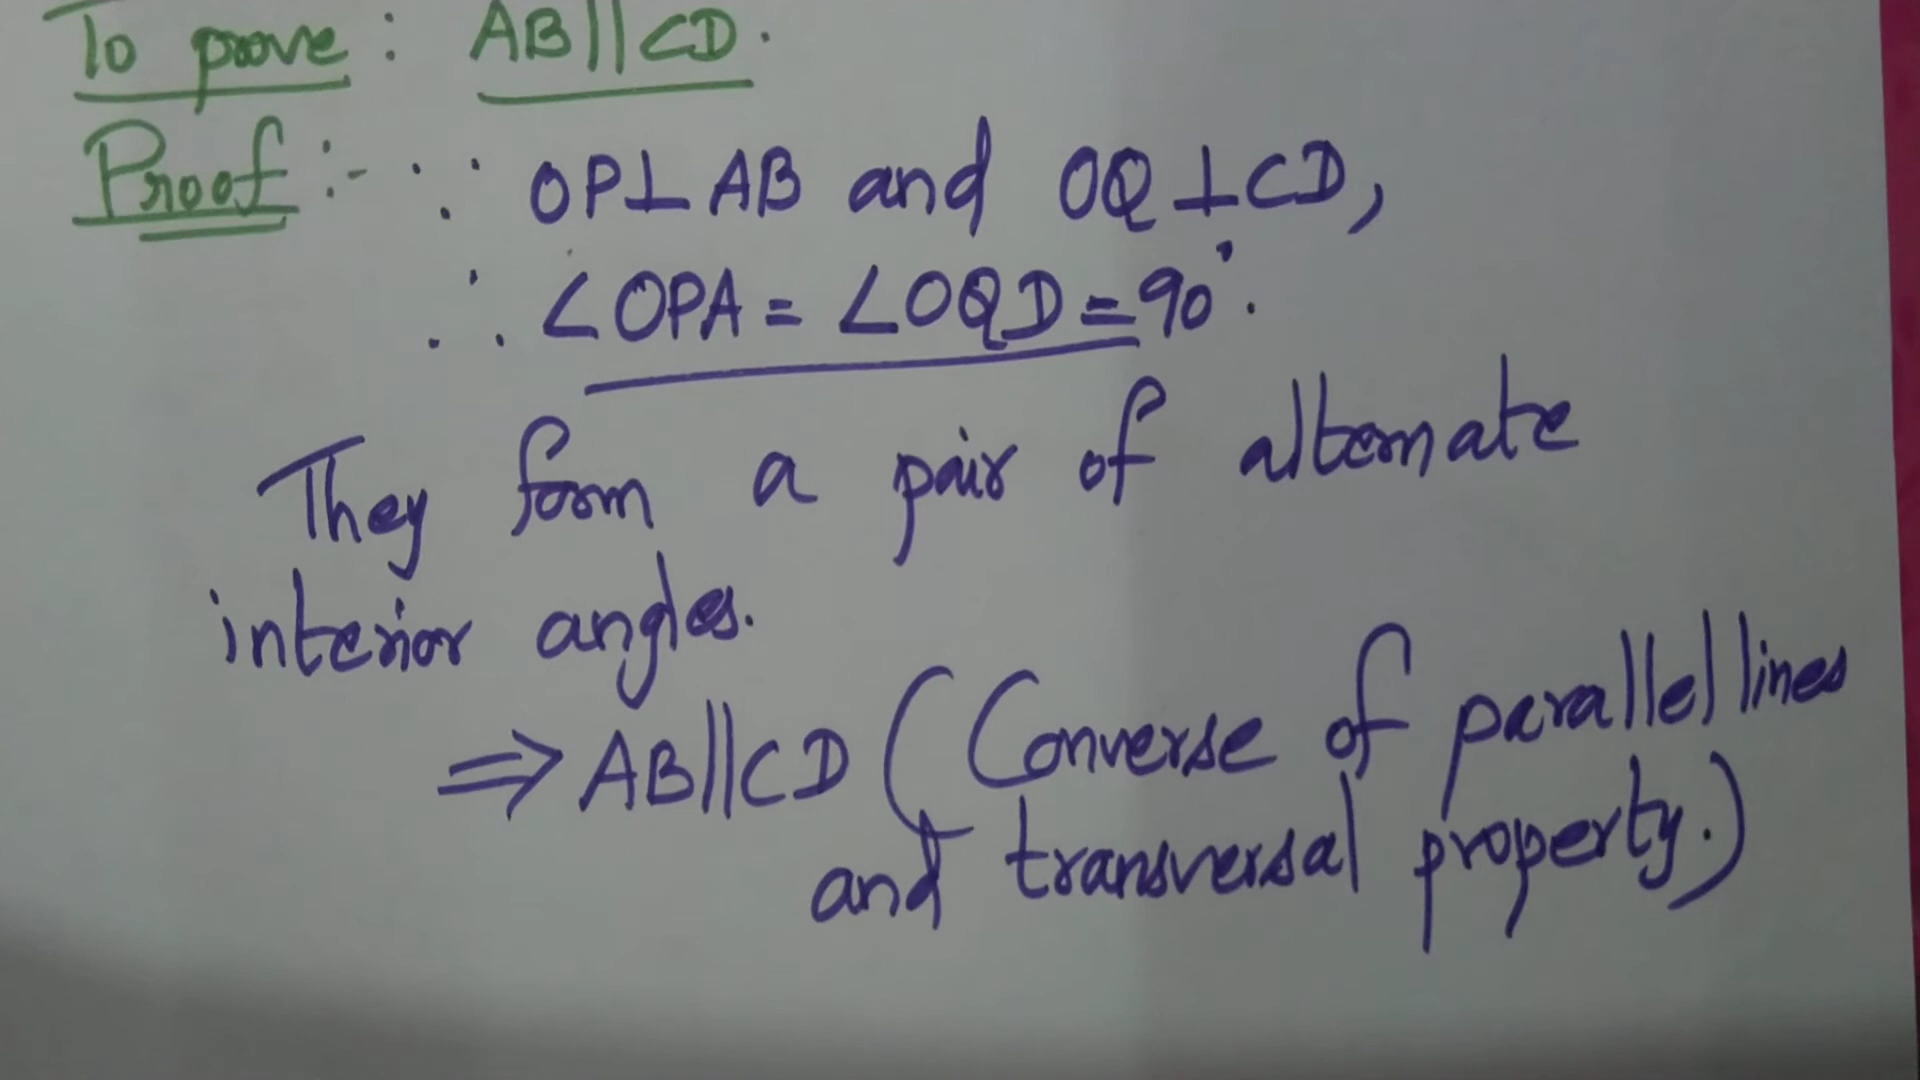 To prove: AB||CD.
Proof:- ∵ OP⊥AB and OQ⊥CD,
∴ ∠OPA = ∠OQD = 90°.
They form a pair of alternate
interior angles.
⇒ AB||CD (Converse of parallel lines
and transversal property.)